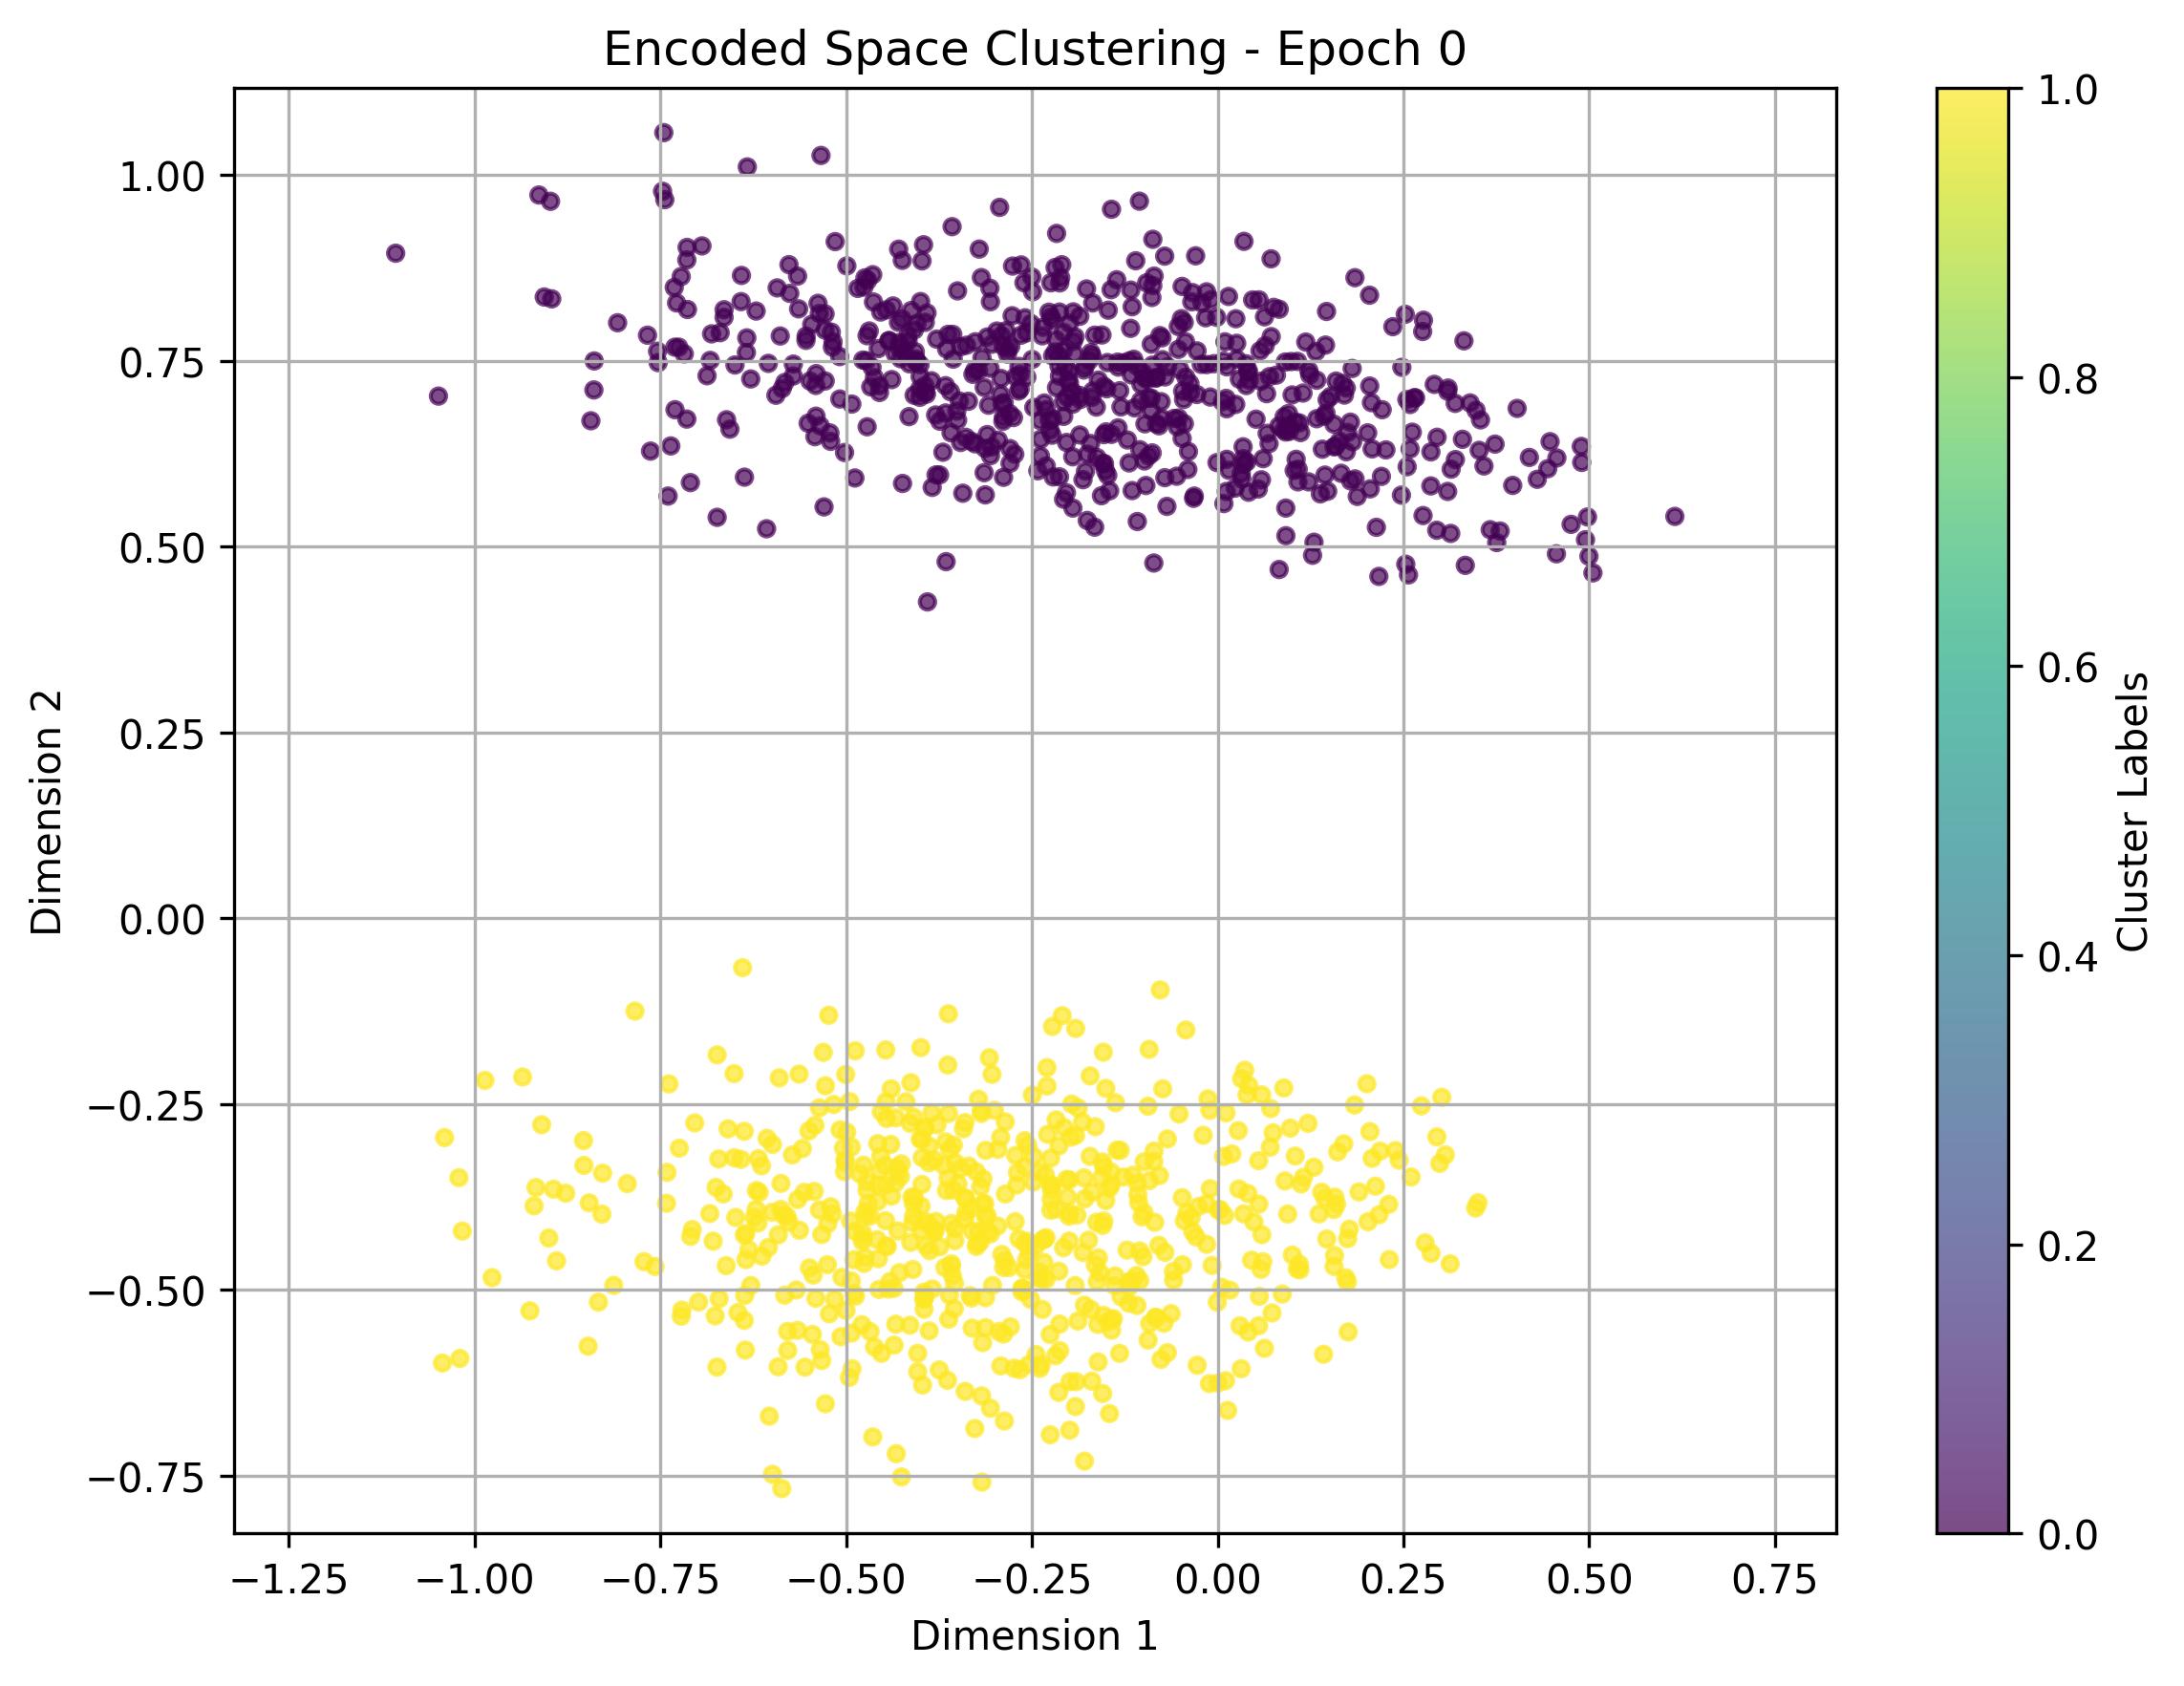 Encoded Space Clustering - Epoch 0
1.00
0.75
0.50
0.25
0.00
−0.25
−0.50
−0.75
Dimension 2
−1.25 −1.00 −0.75 −0.50 −0.25 0.00 0.25 0.50 0.75
Dimension 1
1.0
0.8
0.6
0.4
0.2
0.0
Cluster Labels